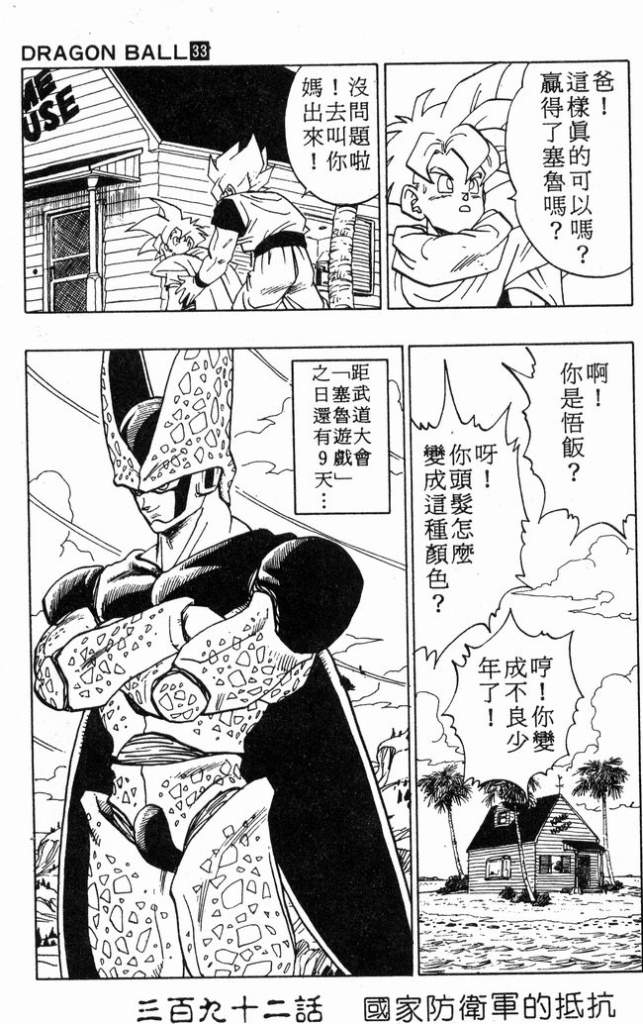 DRAGON BALL 33
爸!
這樣真的可以嗎?
贏得了塞魯嗎?
沒問題啦
!去叫你
媽出來!
ME
USE
啊!
你是悟飯?
呀!
你頭髮怎麼
變成這種顏色?
哼!你變
成不良少
年了!
KAME
HOUSE
距武道大會
「塞魯遊戲」
之日還有9天…
三百九十二話 國家防衛軍的抵抗